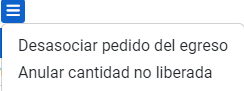 Desasociar pedido del egreso
Anular cantidad no liberada